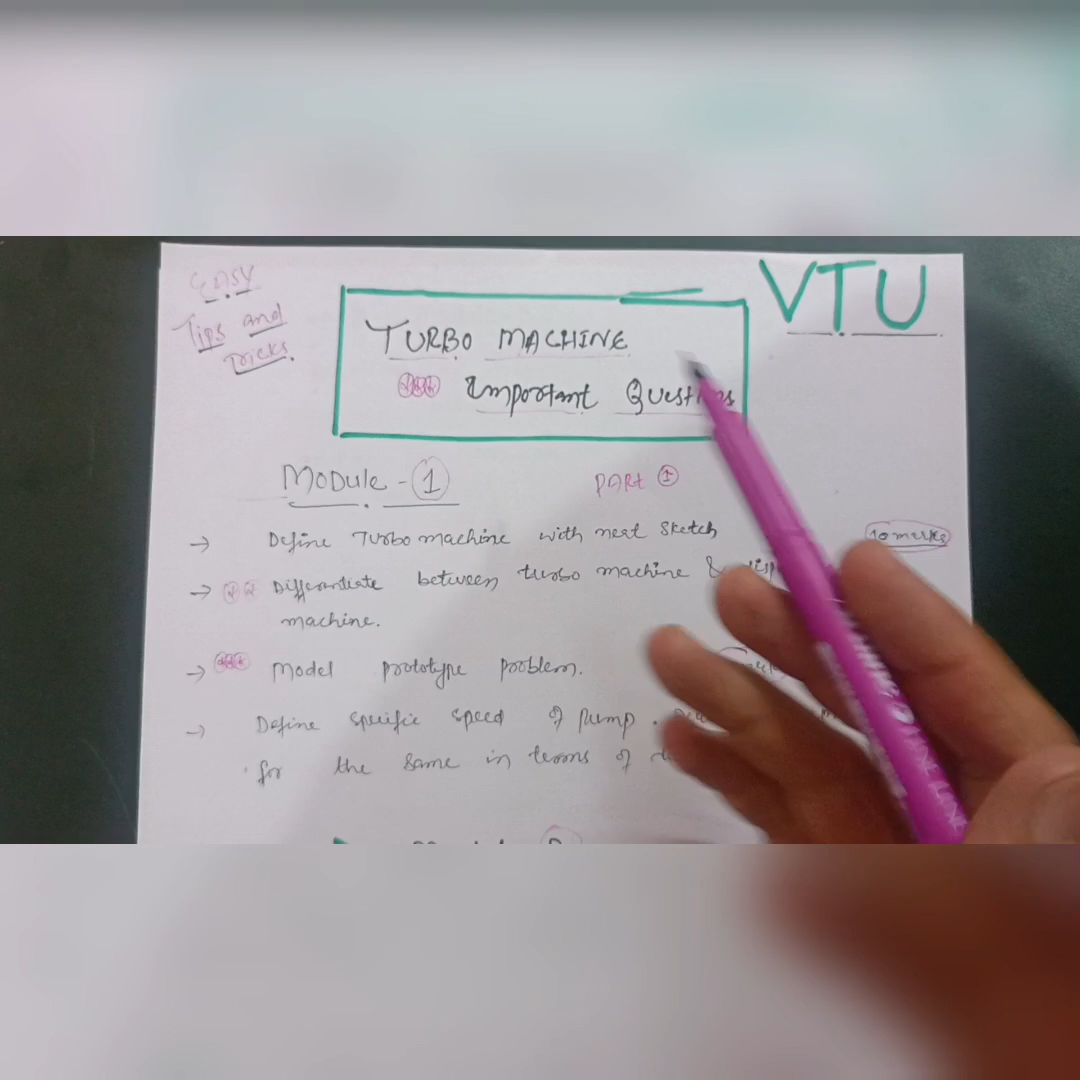 EASY
Tips and
Tricks.
VTU
TURBO MACHINE
Important Questions
Module - 1
PARt 1
→ Define Turbo machine with neat sketch
10 marks
→ Differentiate between turbo machine &
machine.
→ Model prototype problem.
→ Define specific speed of pump.
for the same in terms of